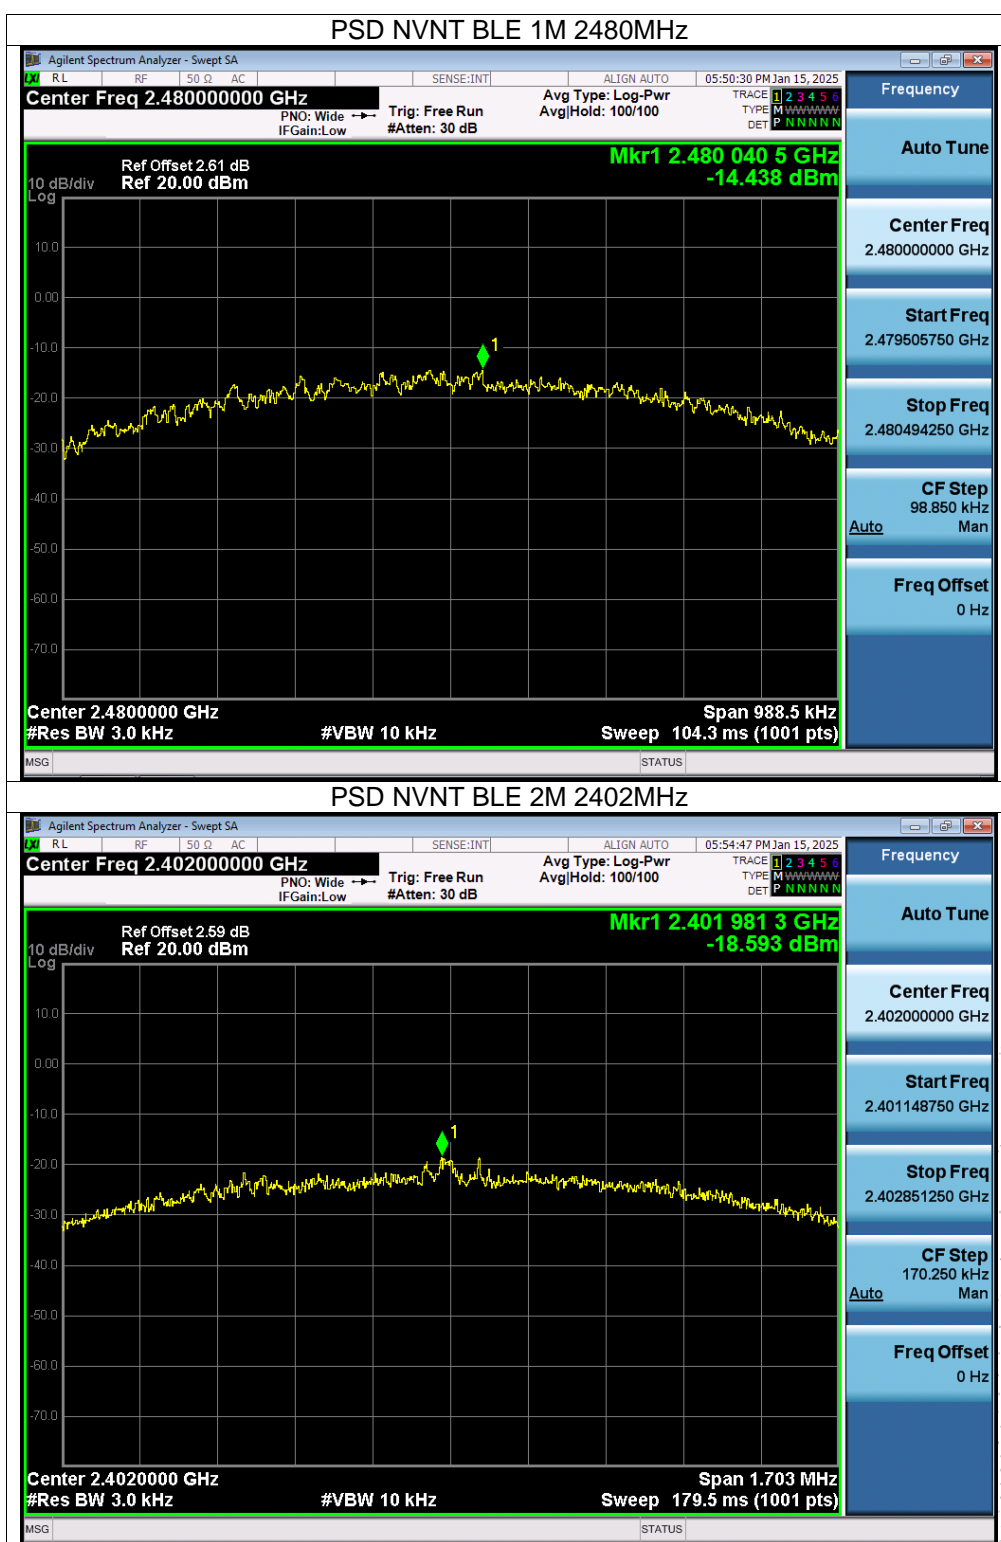 PSD NVNT BLE 1M 2480MHz
Agilent Spectrum Analyzer - Swept SA
LXI RL RF 50 Ω AC SENSE:INT ALIGN AUTO 05:50:30 PM Jan 15, 2025
Center Freq 2.480000000 GHz
PNO: Wide
IFGain:Low
Trig: Free Run
#Atten: 30 dB
Avg Type: Log-Pwr
Avg|Hold: 100/100
TRACE 1 2 3 4 5 6
TYPE M WWWWW
DET P N N N N N
Frequency
Auto Tune
Center Freq
2.480000000 GHz
Start Freq
2.479505750 GHz
Stop Freq
2.480494250 GHz
CF Step
98.850 kHz
Auto Man
Freq Offset
0 Hz
Mkr1 2.480 040 5 GHz
-14.438 dBm
Ref Offset 2.61 dB
10 dB/div Ref 20.00 dBm
Log
10.0
0.00
-10.0
1
-20.0
-30.0
-40.0
-50.0
-60.0
-70.0
Center 2.4800000 GHz Span 988.5 kHz
#Res BW 3.0 kHz #VBW 10 kHz Sweep 104.3 ms (1001 pts)
MSG STATUS
PSD NVNT BLE 2M 2402MHz
Agilent Spectrum Analyzer - Swept SA
LXI RL RF 50 Ω AC SENSE:INT ALIGN AUTO 05:54:47 PM Jan 15, 2025
Center Freq 2.402000000 GHz
PNO: Wide
IFGain:Low
Trig: Free Run
#Atten: 30 dB
Avg Type: Log-Pwr
Avg|Hold: 100/100
TRACE 1 2 3 4 5 6
TYPE M WWWWW
DET P N N N N N
Frequency
Auto Tune
Center Freq
2.402000000 GHz
Start Freq
2.401148750 GHz
Stop Freq
2.402851250 GHz
CF Step
170.250 kHz
Auto Man
Freq Offset
0 Hz
Mkr1 2.401 981 3 GHz
-18.593 dBm
Ref Offset 2.59 dB
10 dB/div Ref 20.00 dBm
Log
10.0
0.00
-10.0
1
-20.0
-30.0
-40.0
-50.0
-60.0
-70.0
Center 2.4020000 GHz Span 1.703 MHz
#Res BW 3.0 kHz #VBW 10 kHz Sweep 179.5 ms (1001 pts)
MSG STATUS